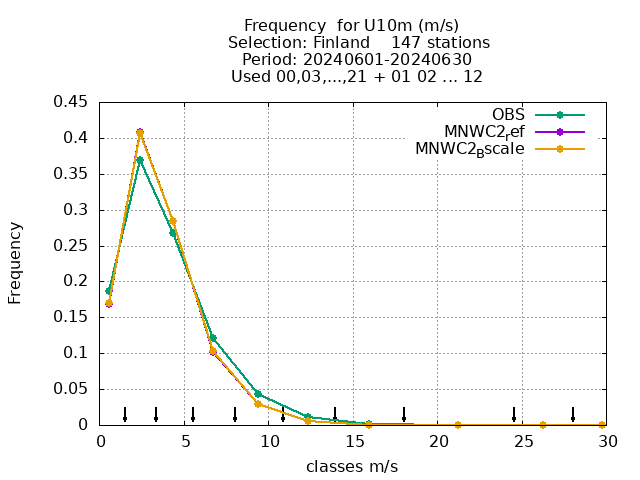 Frequency  for U10m (m/s)
Selection: Finland    147 stations
Period: 20240601-20240630
Used 00,03,...,21 + 01 02 ... 12
OBS
MNWC2ref
MNWC2Bscale
0.45
0.4
0.35
0.3
0.25
0.2
0.15
0.1
0.05
0
Frequency
0 5 10 15 20 25 30
classes m/s